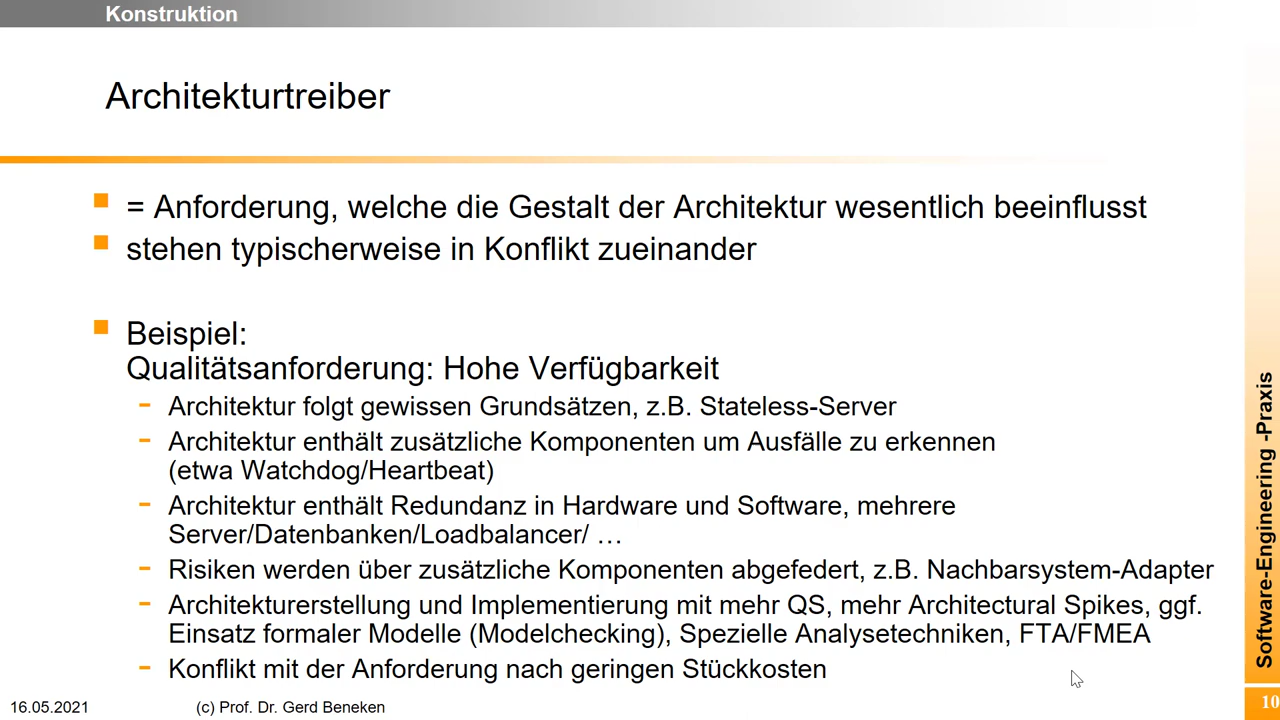 Konstruktion
Architekturtreiber
= Anforderung, welche die Gestalt der Architektur wesentlich beeinflusst
stehen typischerweise in Konflikt zueinander
Beispiel:
Qualitätsanforderung: Hohe Verfügbarkeit
- Architektur folgt gewissen Grundsätzen, z.B. Stateless-Server
- Architektur enthält zusätzliche Komponenten um Ausfälle zu erkennen
(etwa Watchdog/Heartbeat)
- Architektur enthält Redundanz in Hardware und Software, mehrere
Server/Datenbanken/Loadbalancer/ …
- Risiken werden über zusätzliche Komponenten abgefedert, z.B. Nachbarsystem-Adapter
- Architekturerstellung und Implementierung mit mehr QS, mehr Architectural Spikes, ggf.
Einsatz formaler Modelle (Modelchecking), Spezielle Analysetechniken, FTA/FMEA
- Konflikt mit der Anforderung nach geringen Stückkosten
Software-Engineering -Praxis
16.05.2021
(c) Prof. Dr. Gerd Beneken
10